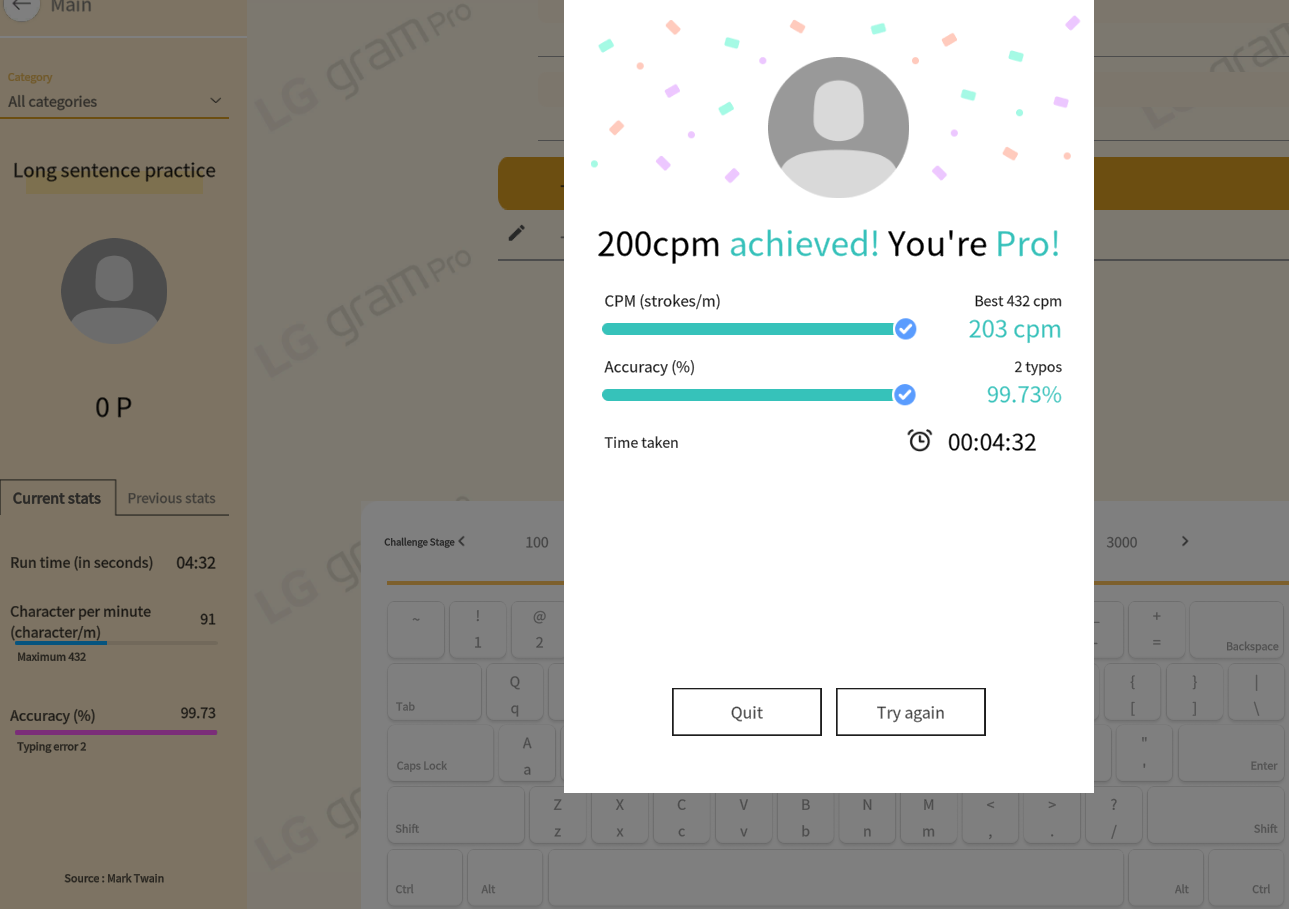 Main
Category
All categories
Long sentence practice
0 P
Current stats
Previous stats
Run time (in seconds)
04:32
Character per minute
(character/m)
91
Maximum 432
Accuracy (%)
99.73
Typing error 2
Source : Mark Twain
LG gram Pro
LG gram Pro
200cpm achieved! You're Pro!
CPM (strokes/m)
Best 432 cpm
203 cpm
Accuracy (%)
2 typos
99.73%
Time taken
00:04:32
Quit
Try again
Challenge Stage
100
3000
~
!
1
@
2
+
=
Backspace
Tab
Q
q
{
[
}
]
|
\
Caps Lock
A
a
"
'
Enter
Shift
Z
z
X
x
C
c
V
v
B
b
N
n
M
m
<
,
>
.
?
/
Shift
Ctrl
Alt
Alt
Ctrl